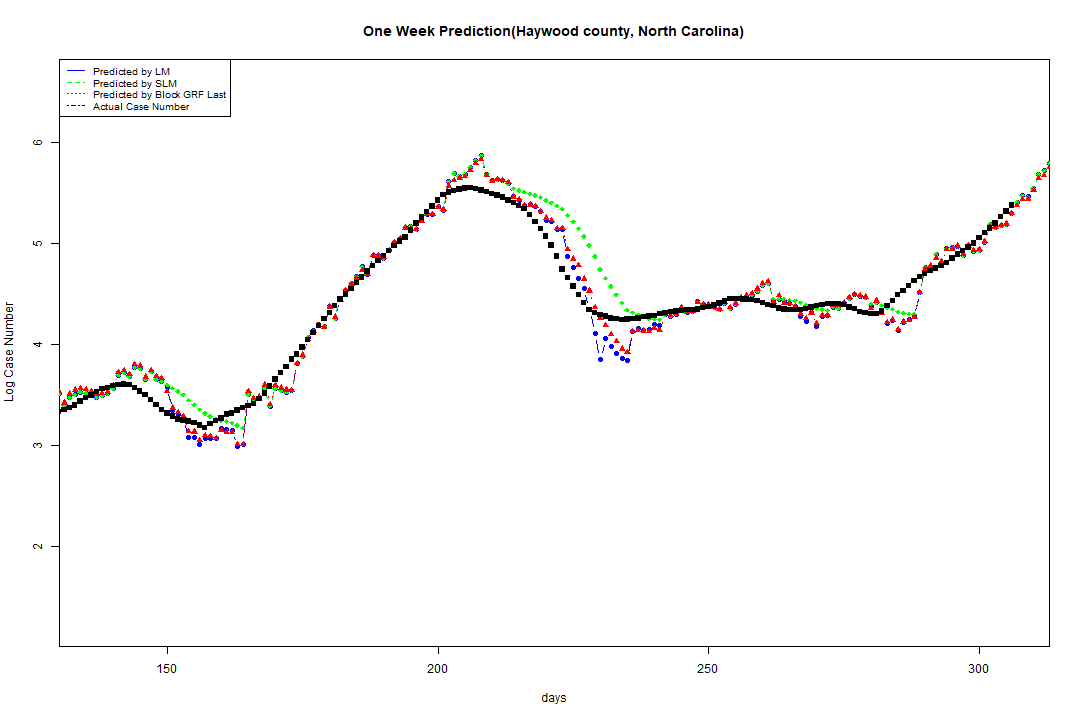 One Week Prediction(Haywood county, North Carolina)
Predicted by LM
Predicted by SLM
Predicted by Block GRF Last
Actual Case Number
6
5
4
3
2
Log Case Number
150 200 250 300
days